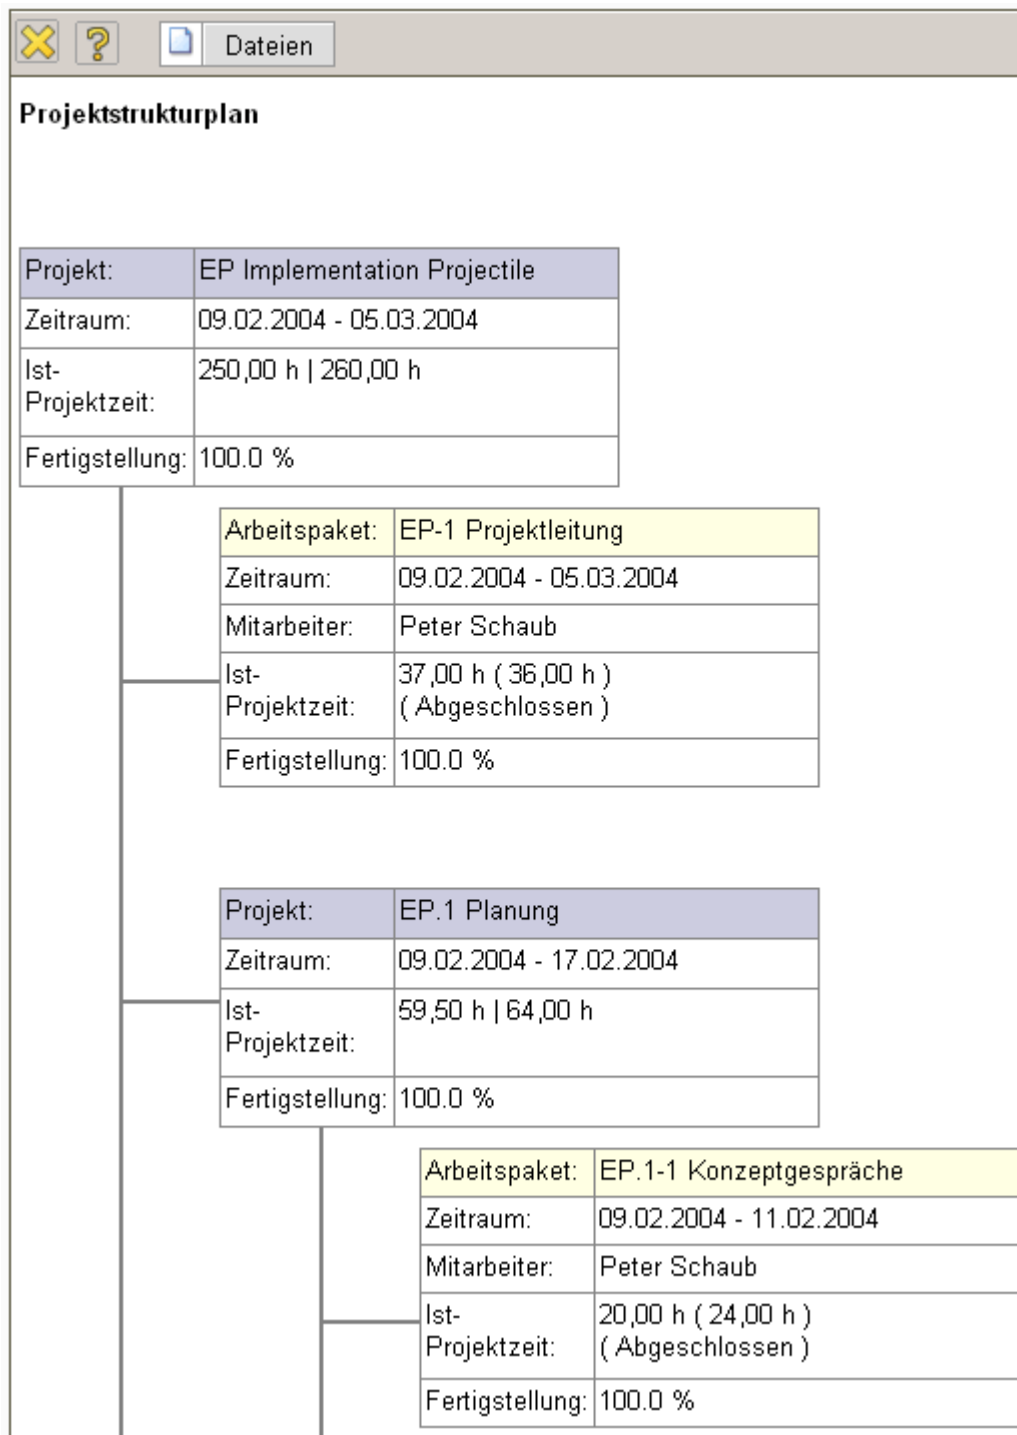 Dateien
Projektstrukturplan
Projekt: EP Implementation Projectile
Zeitraum: 09.02.2004 - 05.03.2004
Ist- 250,00 h | 260,00 h
Projektzeit:
Fertigstellung: 100.0 %
Arbeitspaket: EP-1 Projektleitung
Zeitraum: 09.02.2004 - 05.03.2004
Mitarbeiter: Peter Schaub
Ist- 37,00 h ( 36,00 h )
Projektzeit: ( Abgeschlossen )
Fertigstellung: 100.0 %
Projekt: EP.1 Planung
Zeitraum: 09.02.2004 - 17.02.2004
Ist- 59,50 h | 64,00 h
Projektzeit:
Fertigstellung: 100.0 %
Arbeitspaket: EP.1-1 Konzeptgespräche
Zeitraum: 09.02.2004 - 11.02.2004
Mitarbeiter: Peter Schaub
Ist- 20,00 h ( 24,00 h )
Projektzeit: ( Abgeschlossen )
Fertigstellung: 100.0 %